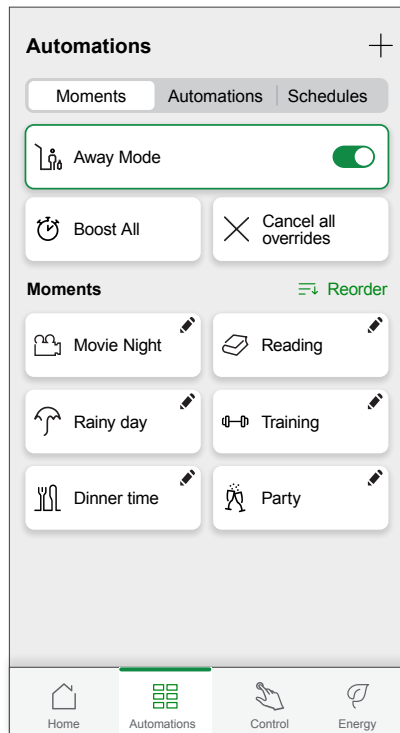 Automations
Moments Automations Schedules
Away Mode
Boost All
Cancel all
overrides
Moments
Reorder
Movie Night
Reading
Rainy day
Training
Dinner time
Party
Home
Automations
Control
Energy